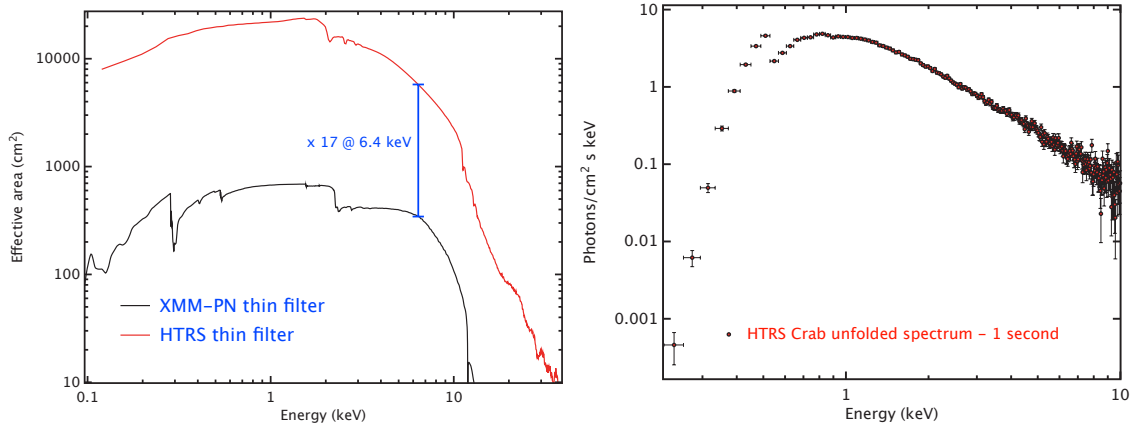 Effective area (cm²)
10000
1000
100
10
x 17 @ 6.4 keV
XMM-PN thin filter
HTRS thin filter
0.1
1
10
Energy (keV)
Photons/cm² s keV
10
1
0.1
0.01
0.001
HTRS Crab unfolded spectrum - 1 second
1
10
Energy (keV)